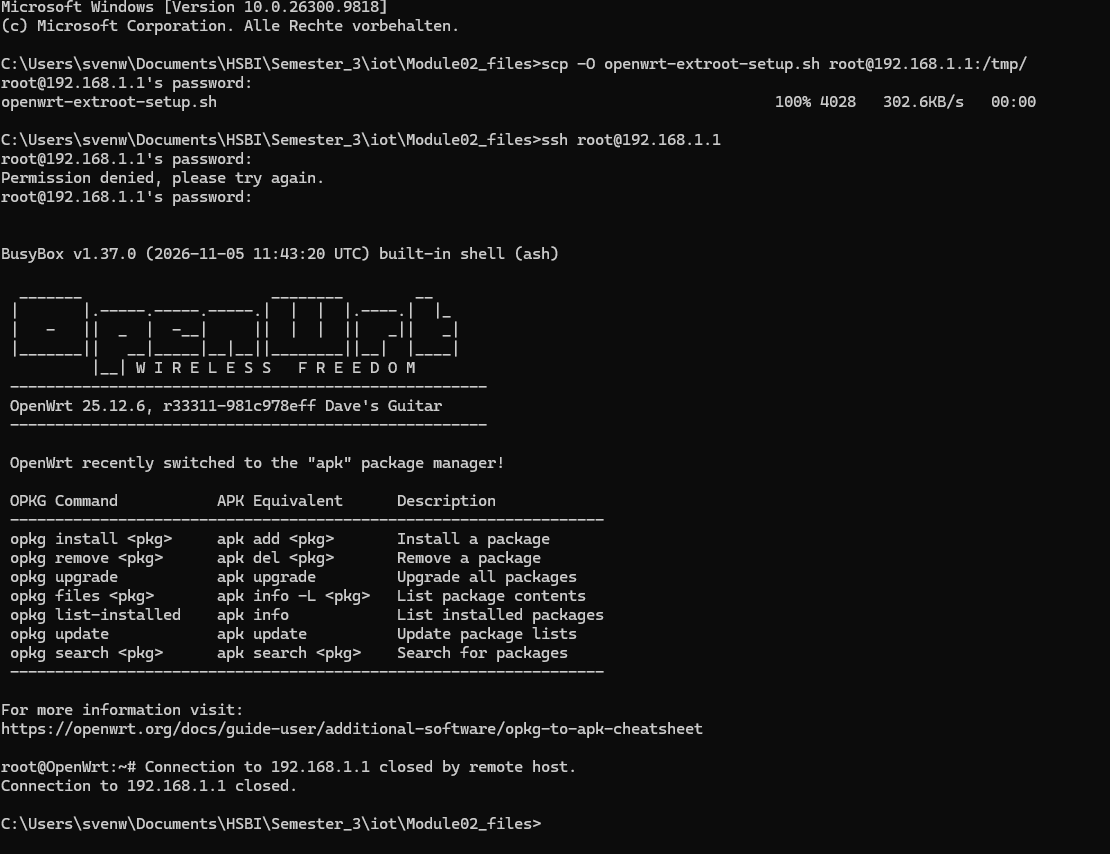 Microsoft Windows [Version 10.0.26300.9818]
(c) Microsoft Corporation. Alle Rechte vorbehalten.
C:\Users\svenw\Documents\HSBI\Semester_3\iot\Module02_files>scp -O openwrt-extroot-setup.sh root@192.168.1.1:/tmp/
root@192.168.1.1's password:
openwrt-extroot-setup.sh 100% 4028 302.6KB/s 00:00
C:\Users\svenw\Documents\HSBI\Semester_3\iot\Module02_files>ssh root@192.168.1.1
root@192.168.1.1's password:
Permission denied, please try again.
root@192.168.1.1's password:
BusyBox v1.37.0 (2026-11-05 11:43:20 UTC) built-in shell (ash)
OpenWrt
W I R E L E S S   F R E E D O M
OpenWrt 25.12.6, r33311-981c978eff Dave's Guitar
OpenWrt recently switched to the "apk" package manager!
OPKG Command APK Equivalent Description
opkg install <pkg> apk add <pkg> Install a package
opkg remove <pkg> apk del <pkg> Remove a package
opkg upgrade apk upgrade Upgrade all packages
opkg files <pkg> apk info -L <pkg> List package contents
opkg list-installed apk info List installed packages
opkg update apk update Update package lists
opkg search <pkg> apk search <pkg> Search for packages
For more information visit:
https://openwrt.org/docs/guide-user/additional-software/opkg-to-apk-cheatsheet
root@OpenWrt:~# Connection to 192.168.1.1 closed by remote host.
Connection to 192.168.1.1 closed.
C:\Users\svenw\Documents\HSBI\Semester_3\iot\Module02_files>